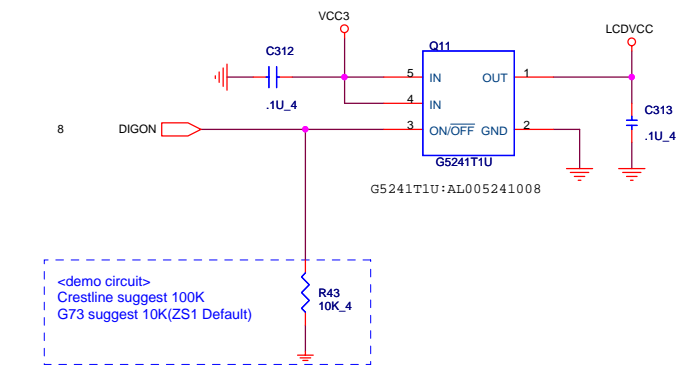 VCC3
LCDVCC
C312
Q11
5 IN OUT 1
.1U_4
4 IN
C313
8 DIGON
3 ON/OFF GND 2
.1U_4
G5241T1U
G5241T1U:AL005241008
<demo circuit>
Crestline suggest 100K
G73 suggest 10K(ZS1 Default)
R43
10K_4